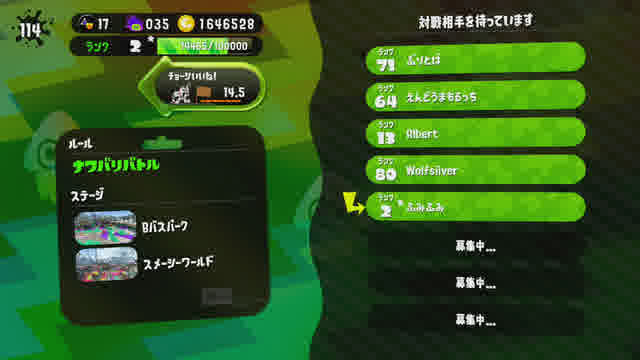 114
17
035
1646528
ランク 2* 14485/100000
チョーシいいね!
14.5
ルール
ナワバリバトル
ステージ
Bバスパーク
スメーシーワールド
対戦相手を待っています
ランク
71 ぷりとば
ランク
64 えんどうまもるっち
ランク
13 Albert
ランク
80 Wolfsilver
ランク
2* ふみふみ
募集中...
募集中...
募集中...